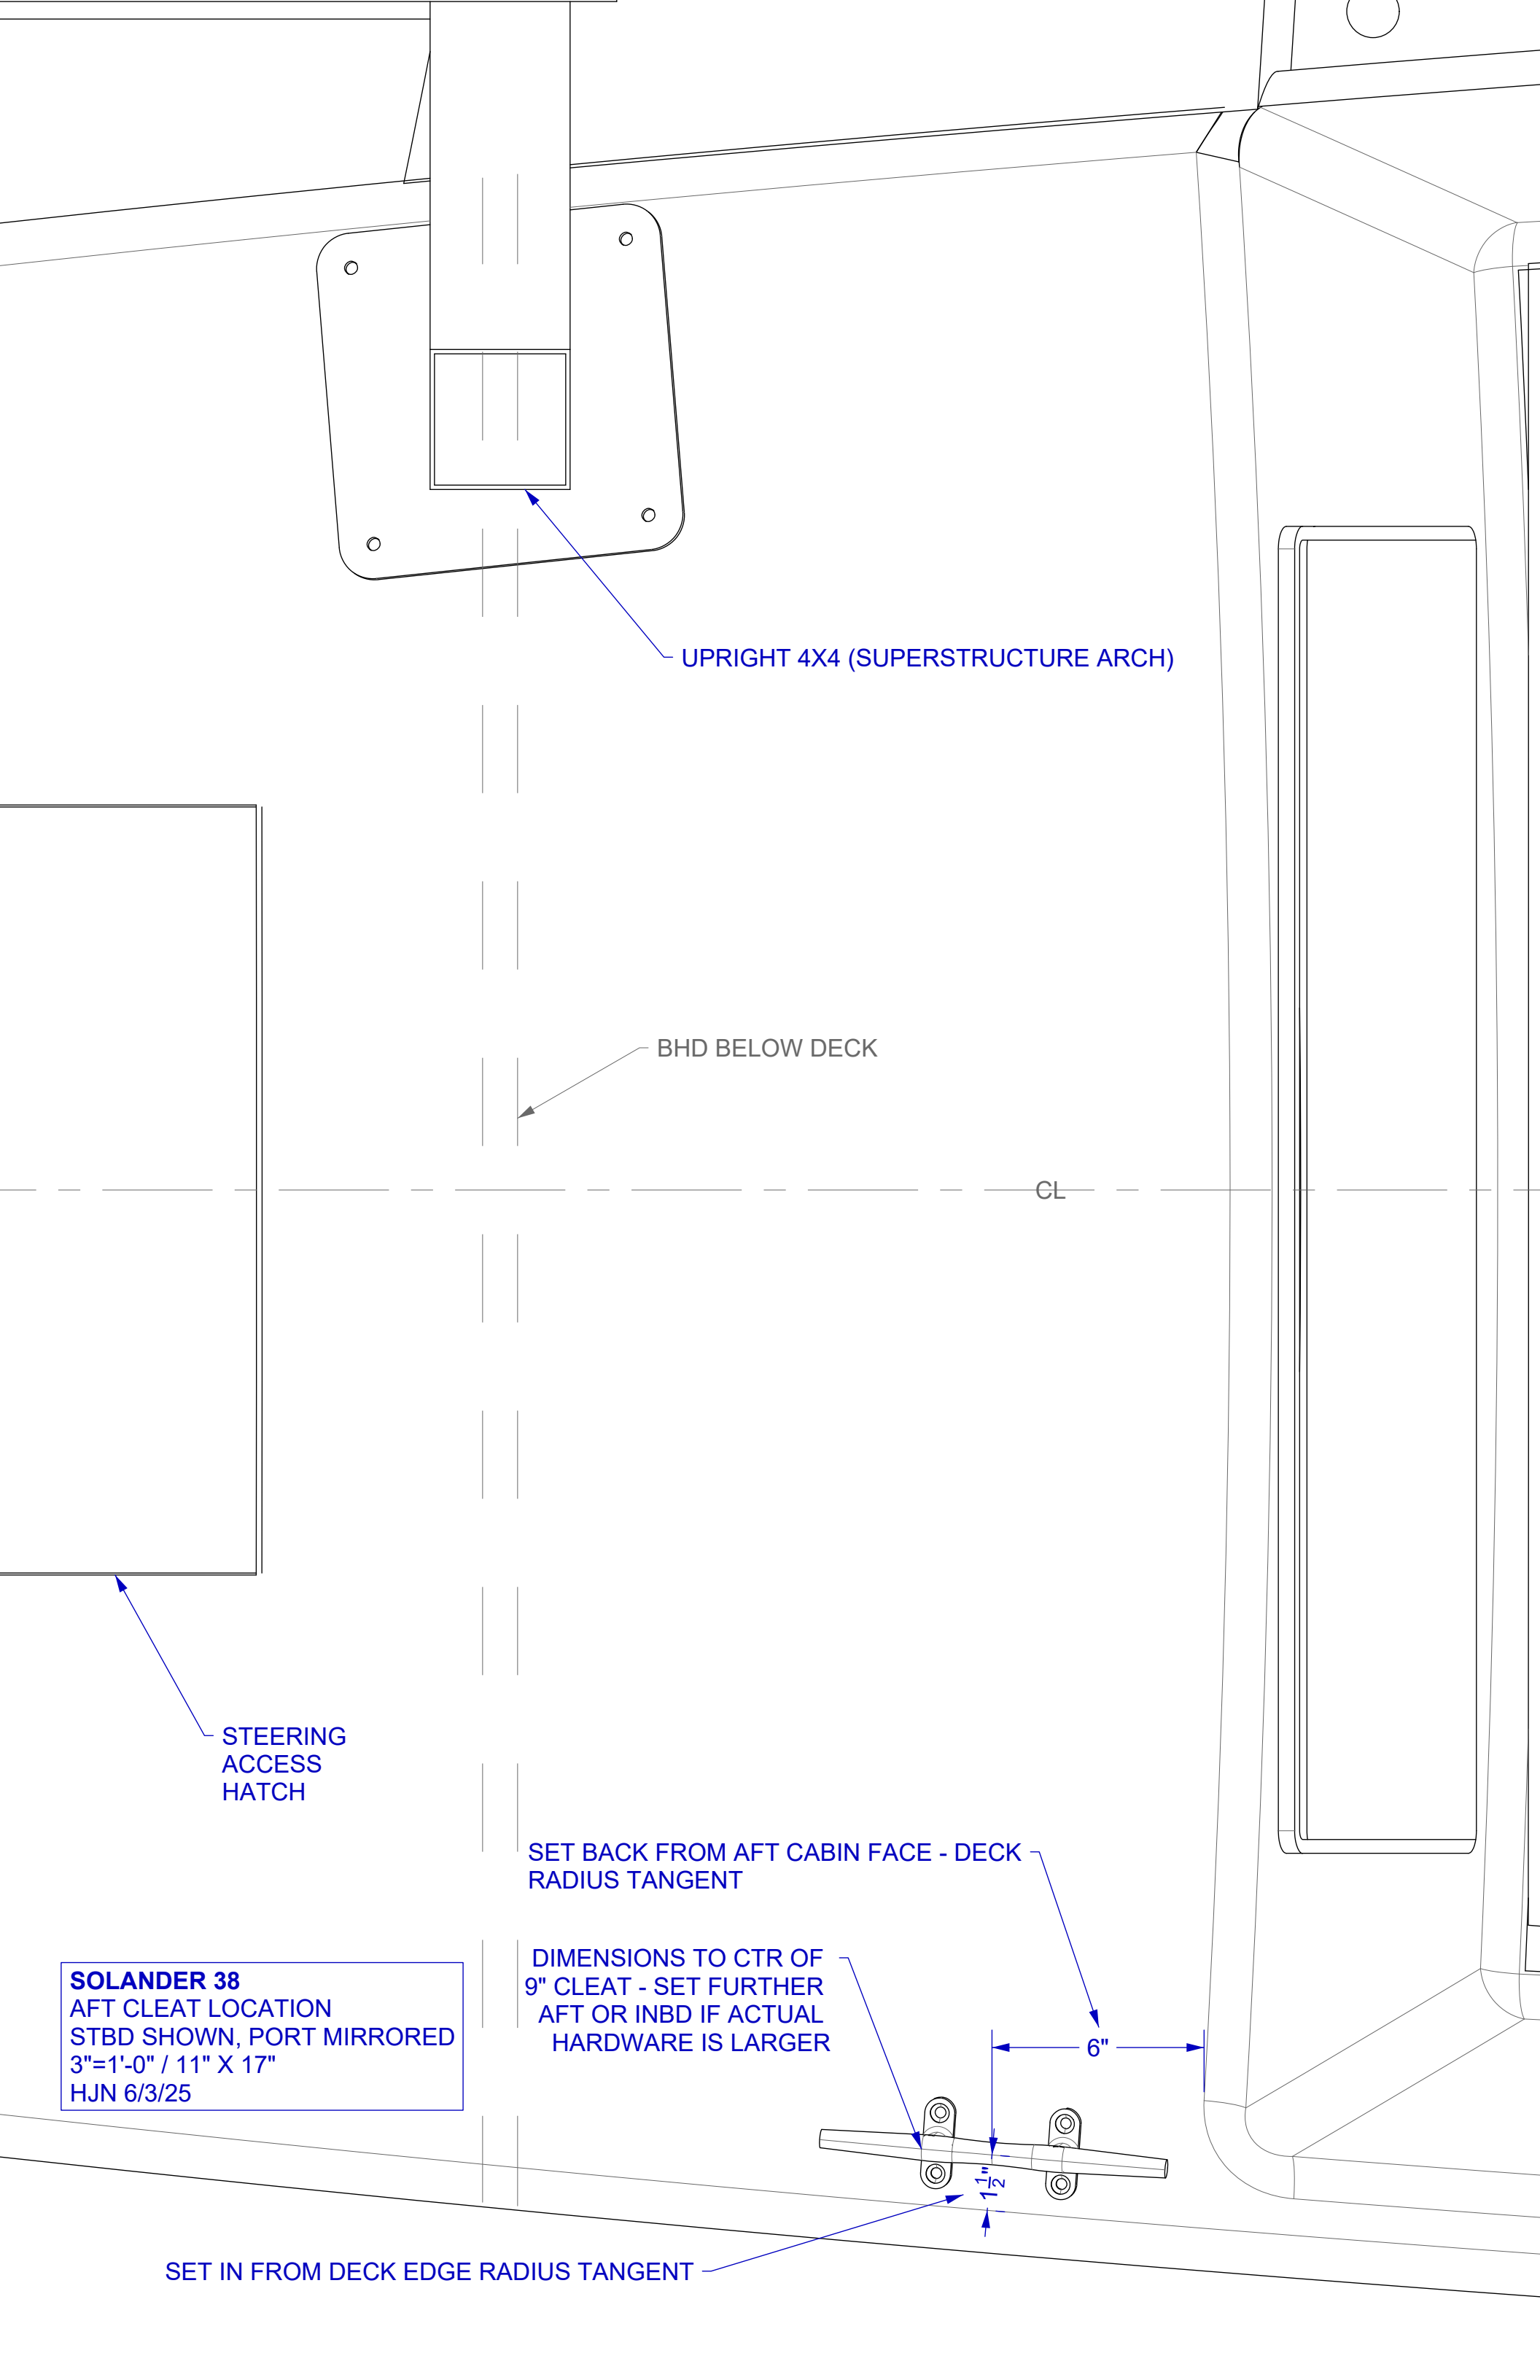 UPRIGHT 4X4 (SUPERSTRUCTURE ARCH)
BHD BELOW DECK
CL
STEERING
ACCESS
HATCH
SET BACK FROM AFT CABIN FACE - DECK
RADIUS TANGENT
DIMENSIONS TO CTR OF
9" CLEAT - SET FURTHER
AFT OR INBD IF ACTUAL
HARDWARE IS LARGER
6"
SOLANDER 38
AFT CLEAT LOCATION
STBD SHOWN, PORT MIRRORED
3"=1'-0" / 11" X 17"
HJN 6/3/25
1 1/2"
SET IN FROM DECK EDGE RADIUS TANGENT